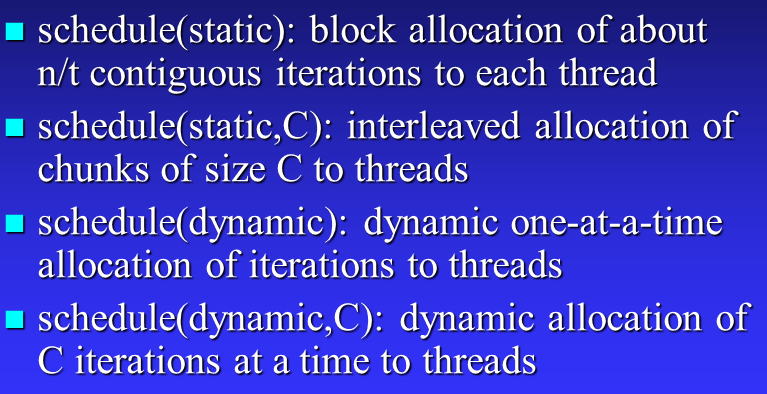 schedule(static): block allocation of about
n/t contiguous iterations to each thread
schedule(static,C): interleaved allocation of
chunks of size C to threads
schedule(dynamic): dynamic one-at-a-time
allocation of iterations to threads
schedule(dynamic,C): dynamic allocation of
C iterations at a time to threads